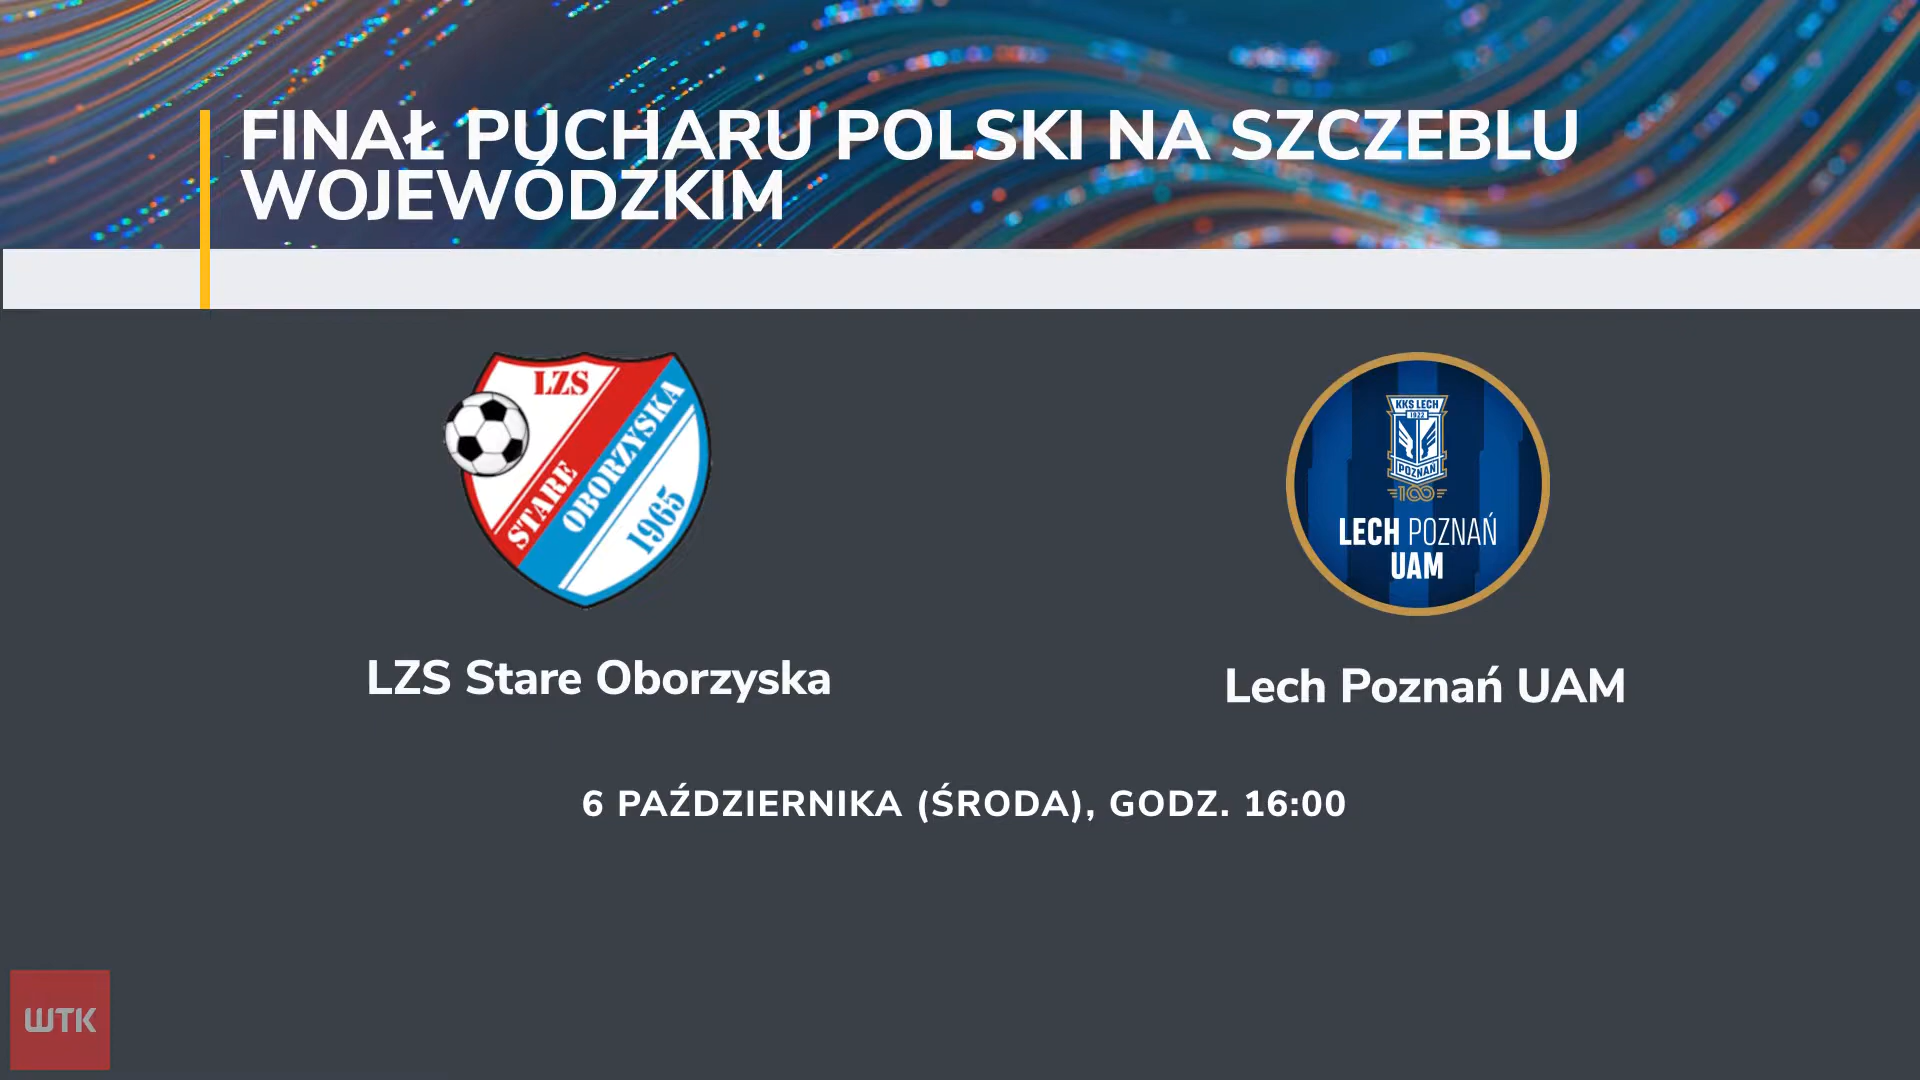 FINAŁ PUCHARU POLSKI NA SZCZEBLU
WOJEWÓDZKIM
LZS
STARE
OBORZYSKA
1965
KKS LECH
1922
POZNAŃ
100
LECH POZNAŃ
UAM
LZS Stare Oborzyska
Lech Poznań UAM
6 PAŹDZIERNIKA (ŚRODA), GODZ. 16:00
WTK